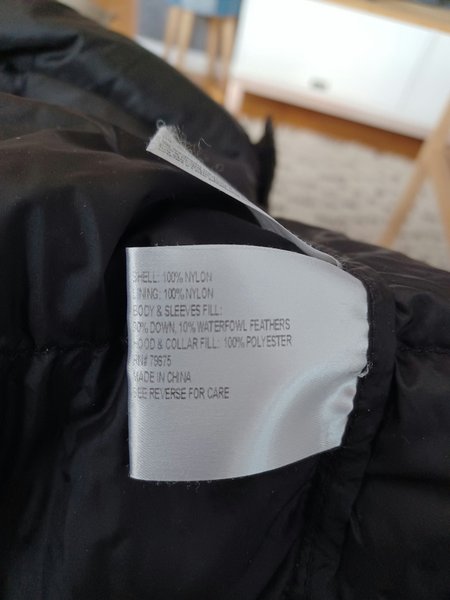 SHELL: 100% NYLON
LINING: 100% NYLON
BODY & SLEEVES FILL:
90% DOWN, 10% WATERFOWL FEATHERS
HOOD & COLLAR FILL: 100% POLYESTER
RN# 79975
MADE IN CHINA
SEE REVERSE FOR CARE